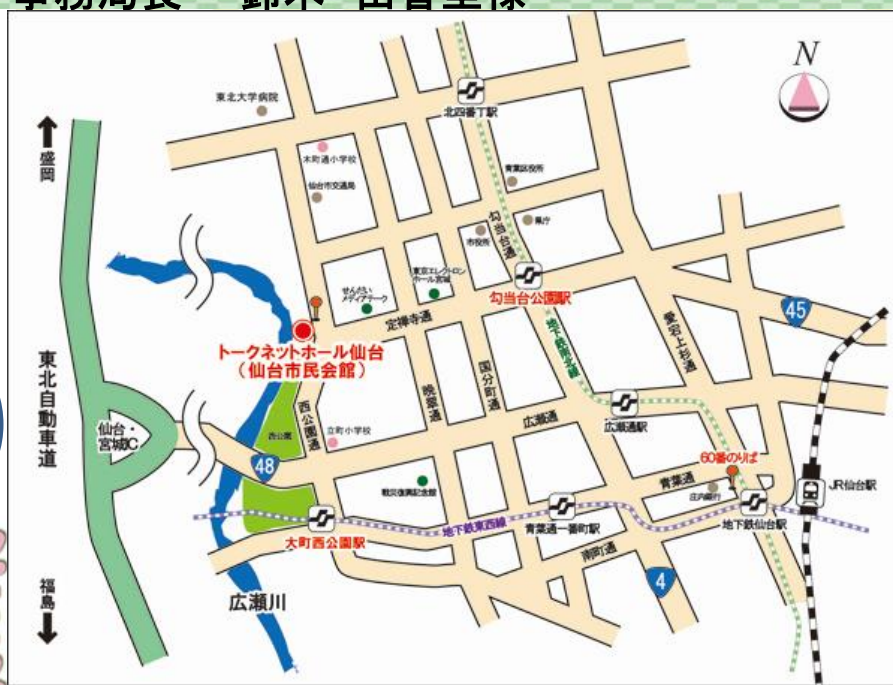 事務局長　鈴木 由香里様
N
盛岡
東北大学病院
北四番丁駅
木町通小学校
仙台市交通局
青葉区役所
勾当台通
県庁
市役所
せんだい
メディアテーク
東京エレクトロン
ホール宮城
勾当台公園駅
定禅寺通
45
トークネットホール仙台
（仙台市民会館）
地下鉄南北線
愛宕上杉通
東北自動車道
仙台・
宮城IC
西公園通
晩翠通
国分町通
広瀬通
広瀬通駅
立町小学校
西公園
48
60番のりば
青葉通
戦災復興記念館
庄内銀行
JR仙台駅
地下鉄仙台駅
大町西公園駅
地下鉄東西線
青葉通一番町駅
南町通
4
福島
広瀬川